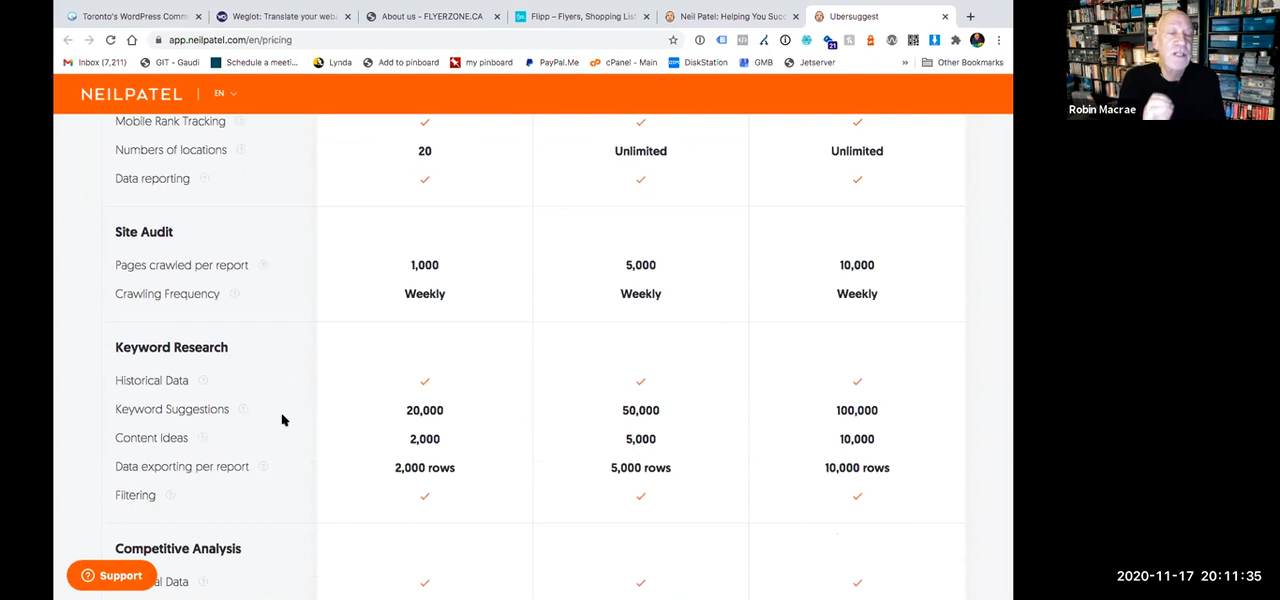 Toronto's WordPress Comm
Weglot: Translate your web
About us - FLYERZONE.CA
Flipp – Flyers, Shopping Lis
Neil Patel: Helping You Suc
Ubersuggest
app.neilpatel.com/en/pricing
21
Inbox (7,211)
GIT - Gaudi
Schedule a meeti...
Lynda
Add to pinboard
my pinboard
PayPal.Me
cPanel - Main
DiskStation
GMB
Jetserver
»
Other Bookmarks
Robin Macrae
NEILPATEL
EN
Mobile Rank Tracking
Numbers of locations 20 Unlimited Unlimited
Data reporting
Site Audit
Pages crawled per report 1,000 5,000 10,000
Crawling Frequency Weekly Weekly Weekly
Keyword Research
Historical Data
Keyword Suggestions 20,000 50,000 100,000
Content Ideas 2,000 5,000 10,000
Data exporting per report 2,000 rows 5,000 rows 10,000 rows
Filtering
Competitive Analysis
Support
al Data
2020-11-17 20:11:35